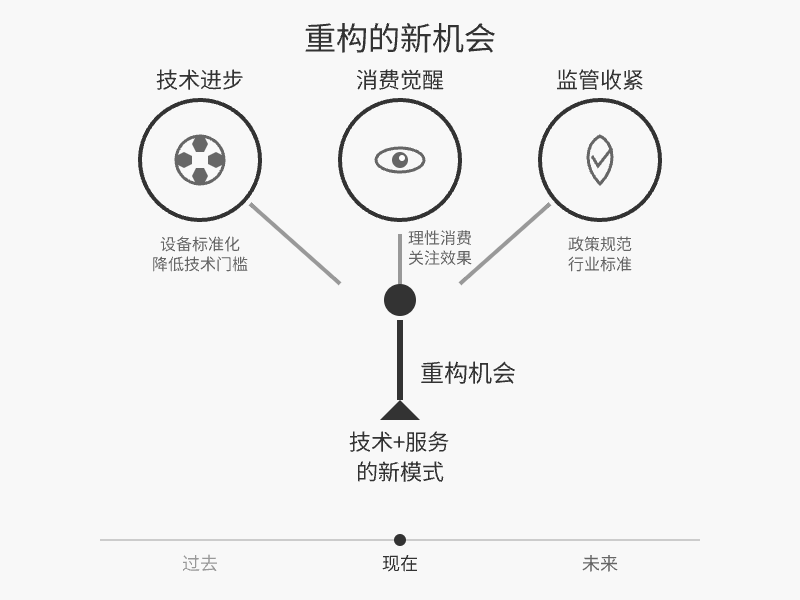 重构的新机会
技术进步
消费觉醒
监管收紧
设备标准化
降低技术门槛
理性消费
关注效果
政策规范
行业标准
重构机会
技术+服务
的新模式
过去
现在
未来